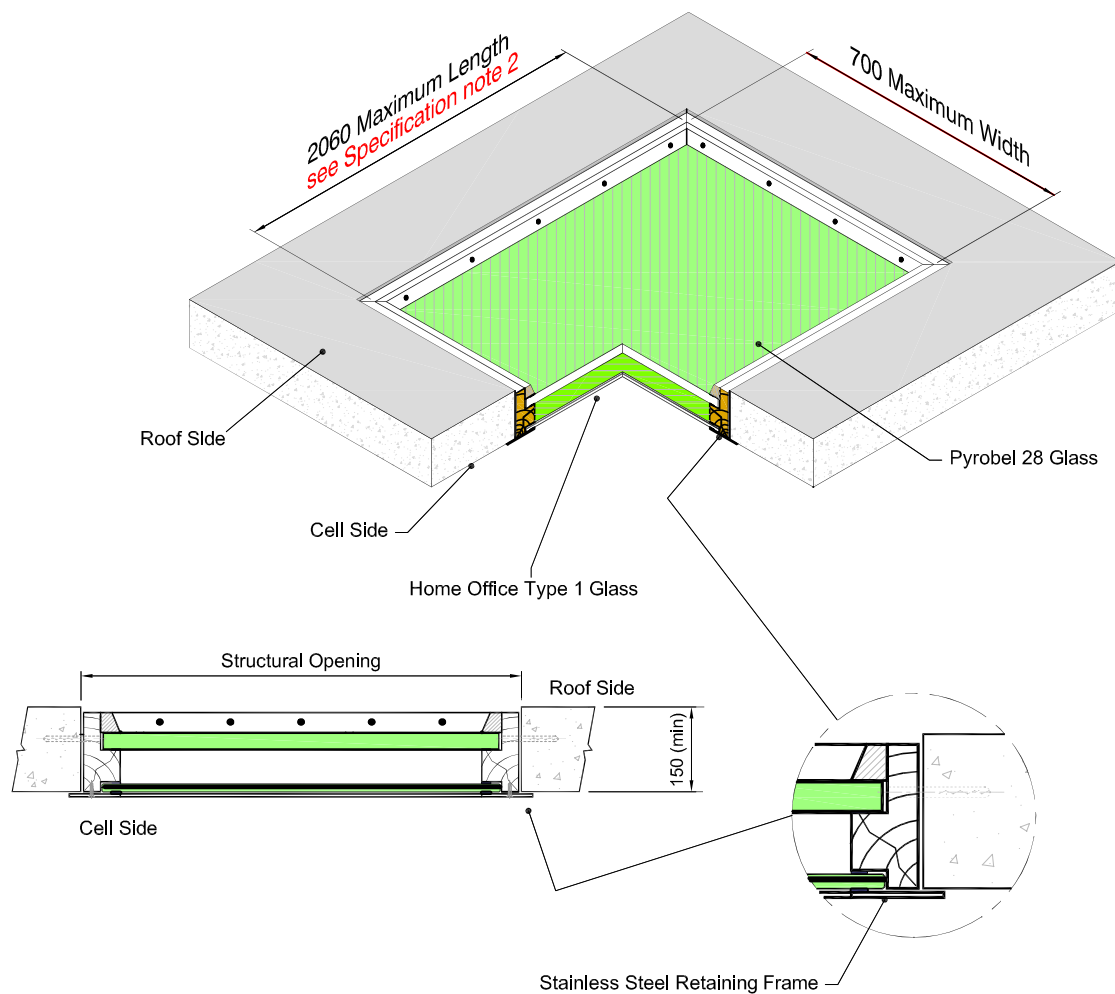 2060 Maximum Length
see Specification note 2
700 Maximum Width
Roof SIde
Pyrobel 28 Glass
Cell Side
Home Office Type 1 Glass
Structural Opening
Roof Side
150 (min)
Cell Side
Stainless Steel Retaining Frame